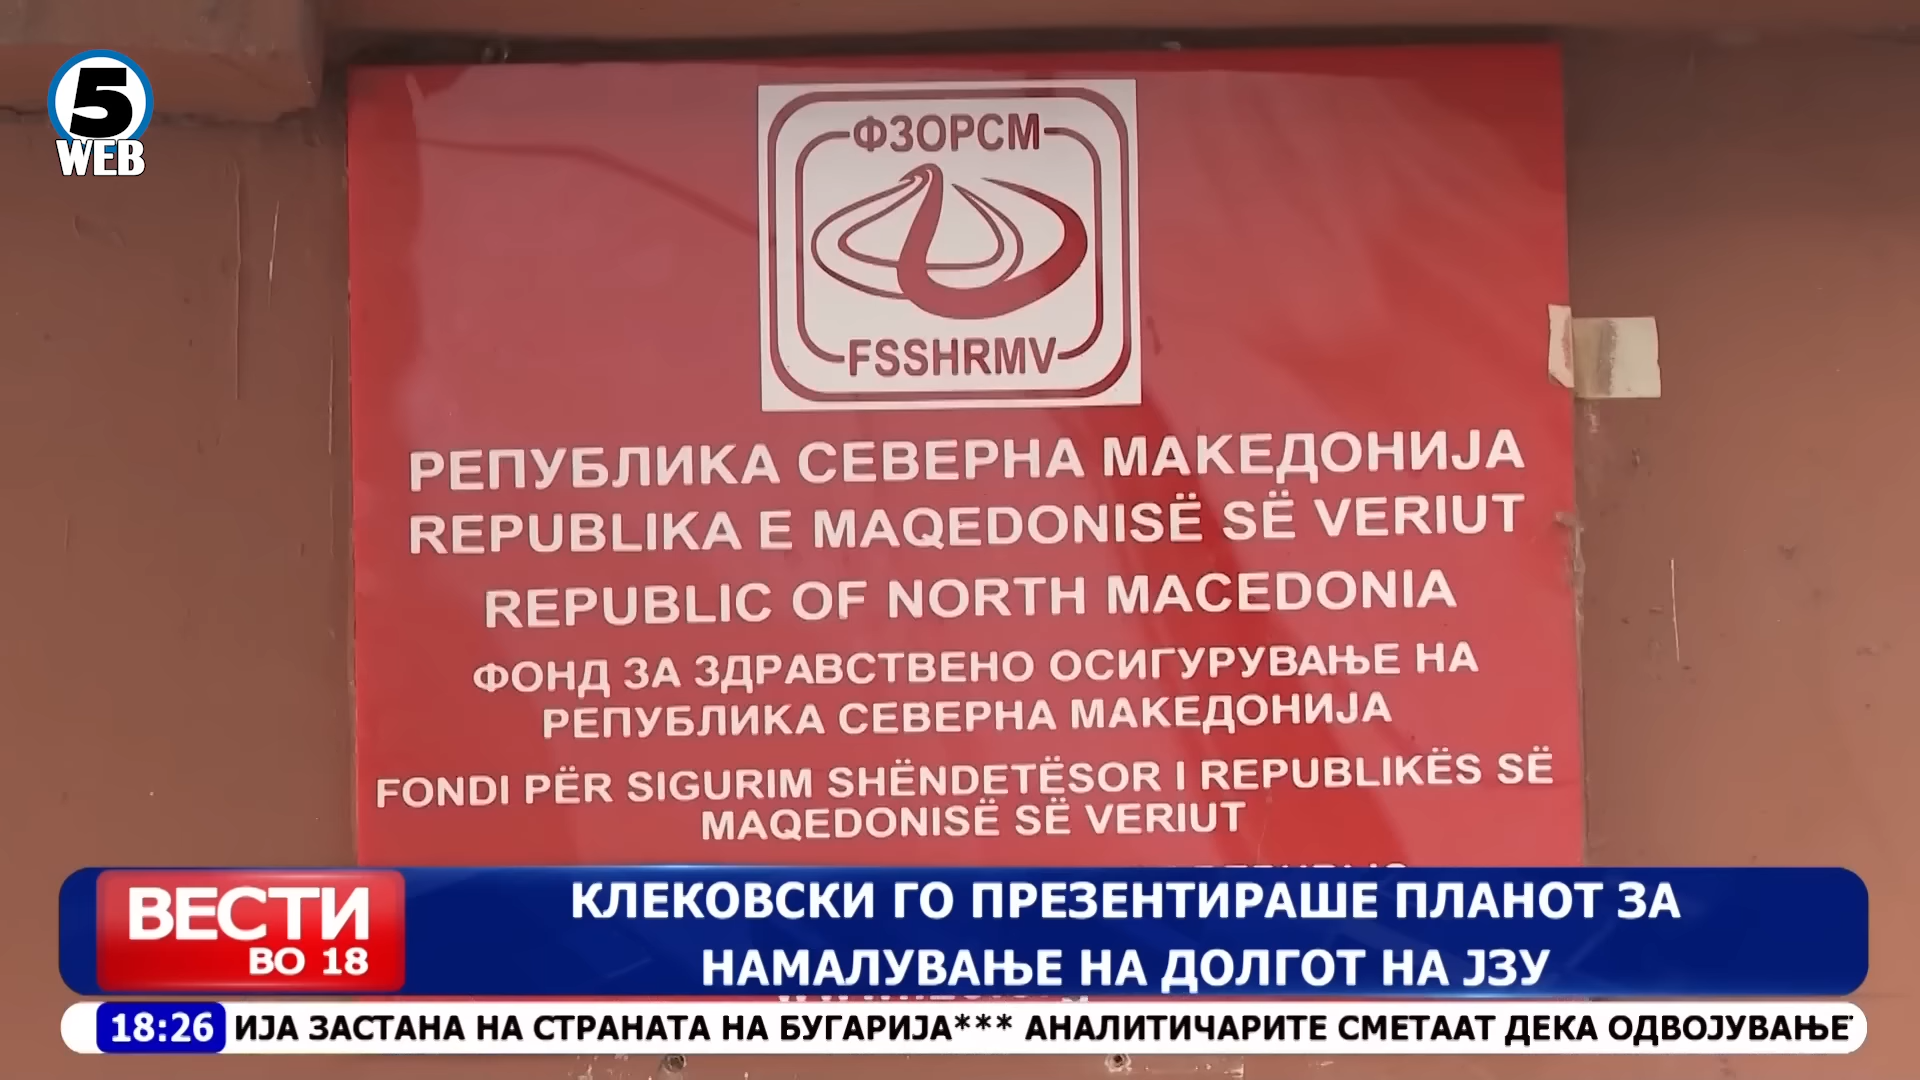 5
WEB
ФЗОРСМ
FSSHRMV
РЕПУБЛИКА СЕВЕРНА МАКЕДОНИЈА
REPUBLIKA E MAQEDONISË SË VERIUT
REPUBLIC OF NORTH MACEDONIA
ФОНД ЗА ЗДРАВСТВЕНО ОСИГУРУВАЊЕ НА
РЕПУБЛИКА СЕВЕРНА МАКЕДОНИЈА
FONDI PËR SIGURIM SHËNDETËSOR I REPUBLIKËS SË
MAQEDONISË SË VERIUT
ВЕСТИ
ВО 18
КЛЕКОВСКИ ГО ПРЕЗЕНТИРАШЕ ПЛАНОТ ЗА
НАМАЛУВАЊЕ НА ДОЛГОТ НА ЈЗУ
18:26 ИЈА ЗАСТАНА НА СТРАНАТА НА БУГАРИЈА*** АНАЛИТИЧАРИТЕ СМЕТААТ ДЕКА ОДВОЈУВАЊЕ